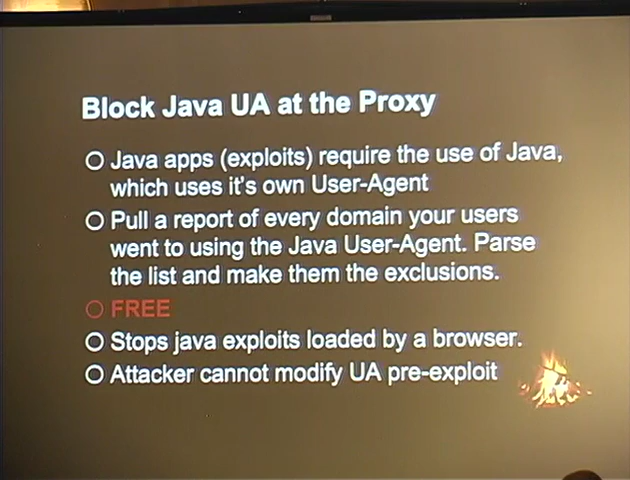 Block Java UA at the Proxy
Java apps (exploits) require the use of Java,
which uses it's own User-Agent
Pull a report of every domain your users
went to using the Java User-Agent. Parse
the list and make them the exclusions.
FREE
Stops java exploits loaded by a browser.
Attacker cannot modify UA pre-exploit